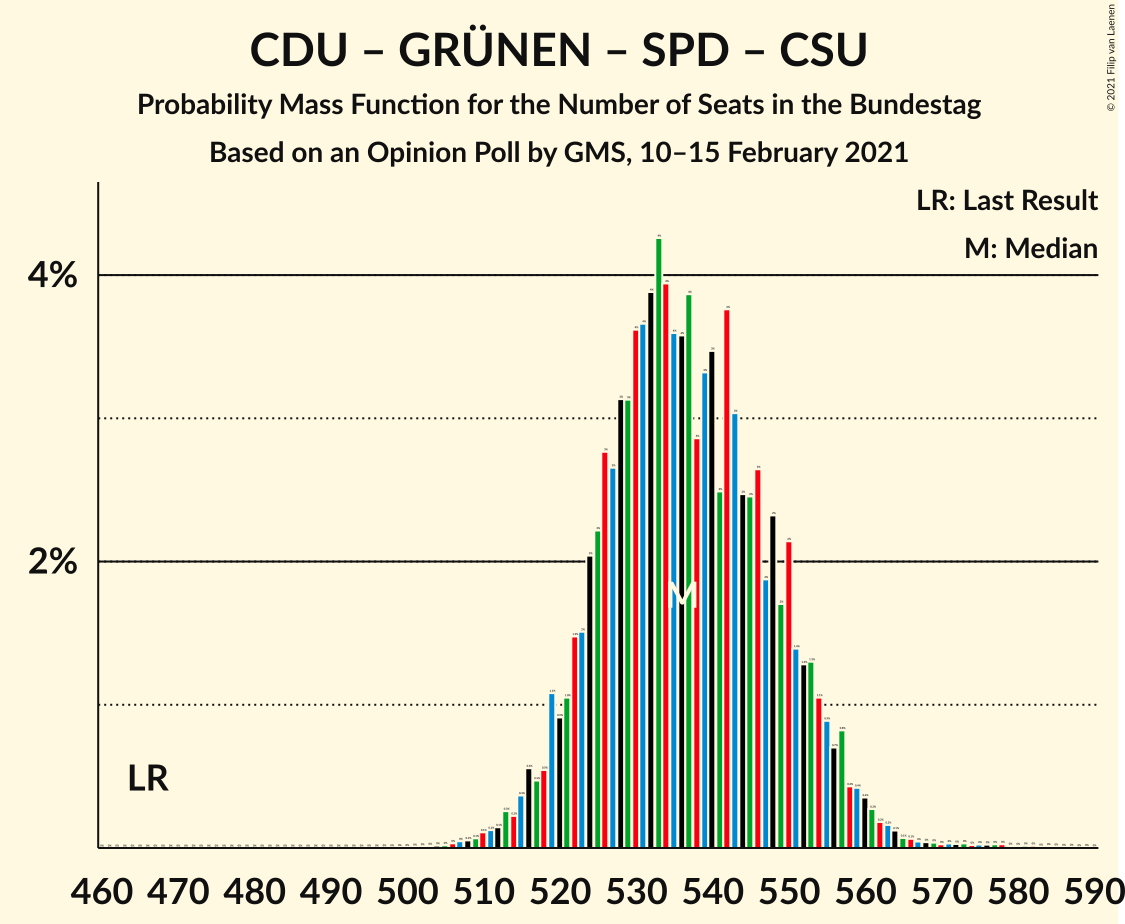 CDU – GRÜNEN – SPD – CSU
Probability Mass Function for the Number of Seats in the Bundestag
Based on an Opinion Poll by GMS, 10–15 February 2021
© 2021 Filip van Laenen
LR: Last Result
M: Median
4%
2%
M
LR
460 470 480 490 500 510 520 530 540 550 560 570 580 590